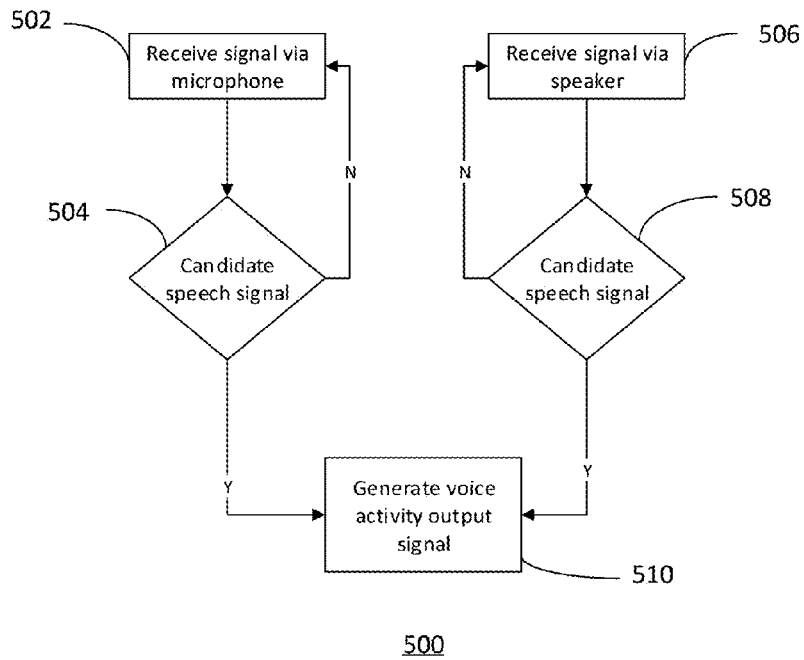 502
Receive signal via
microphone
Receive signal via
speaker
506
N
N
504
Candidate
speech signal
Candidate
speech signal
508
Y
Y
Generate voice
activity output
signal
510
500